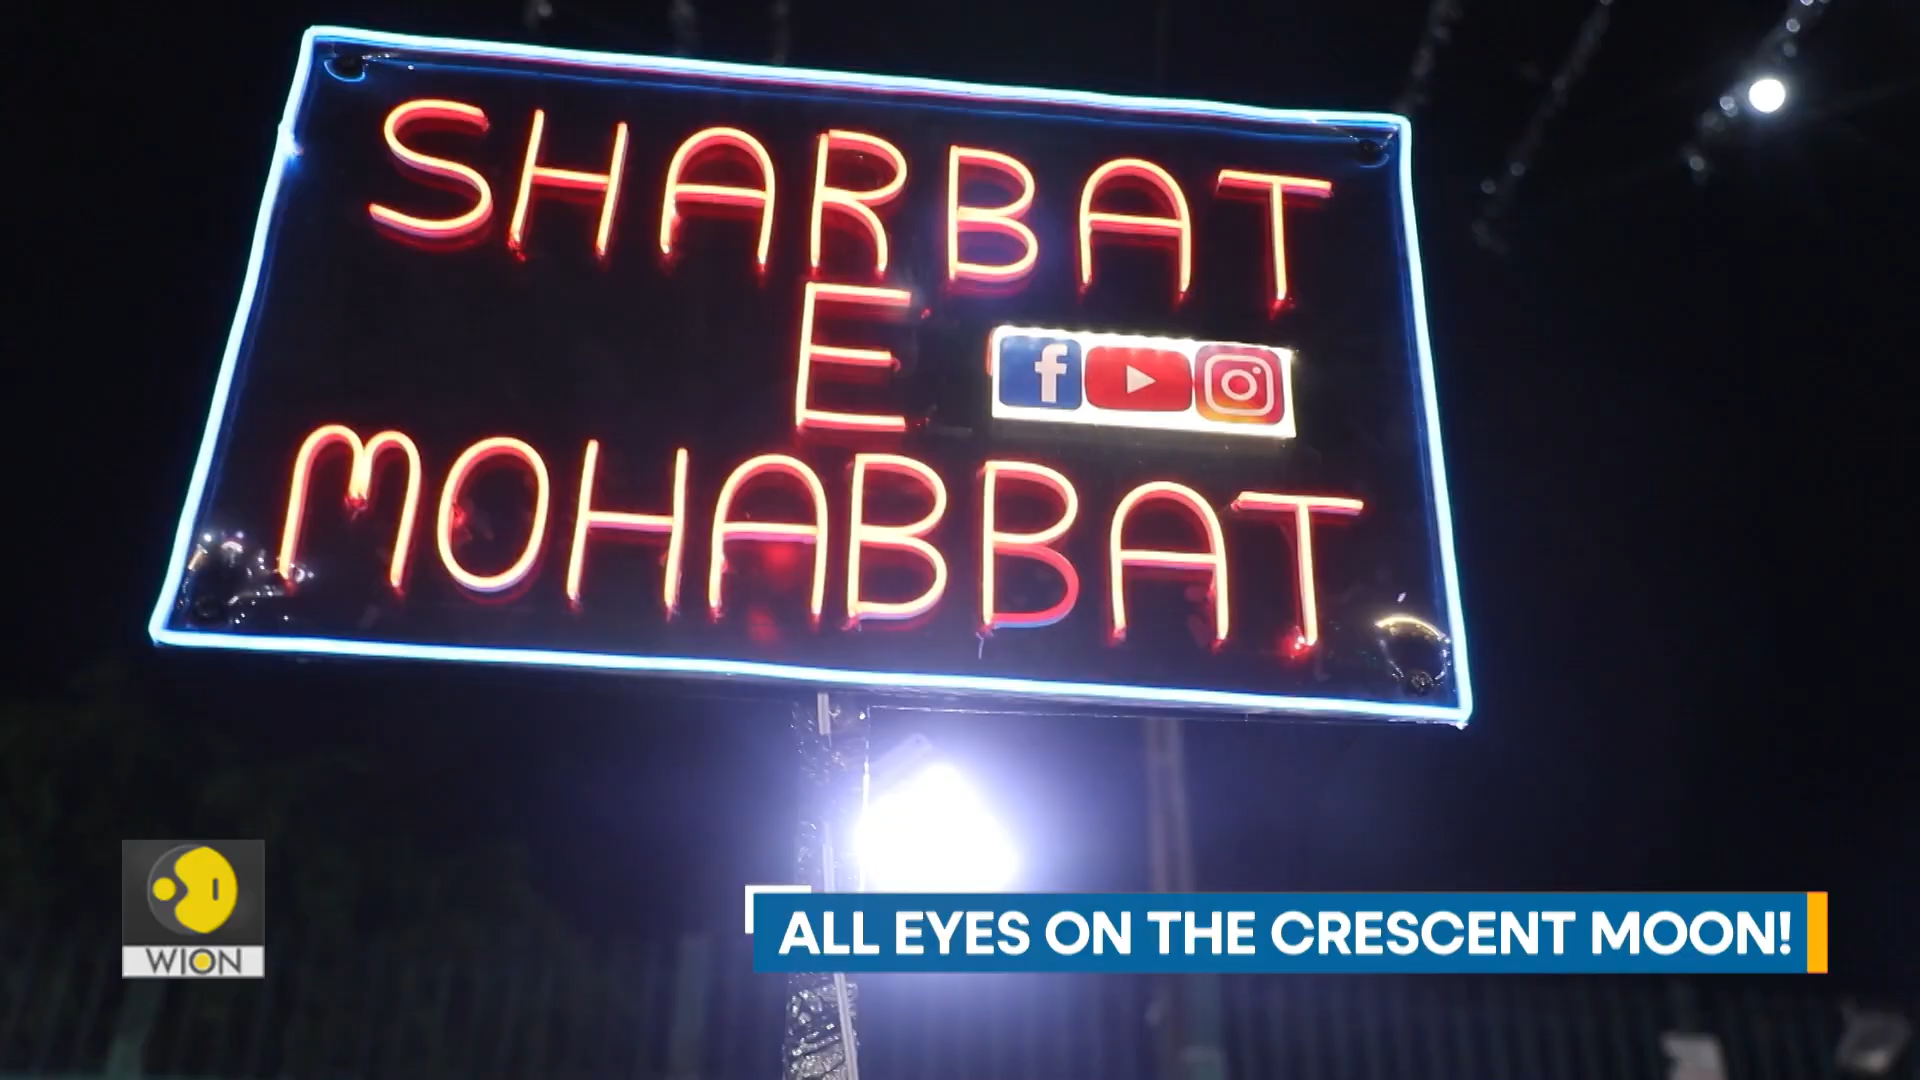 SHARBAT
E
MOHABBAT
WION
ALL EYES ON THE CRESCENT MOON!